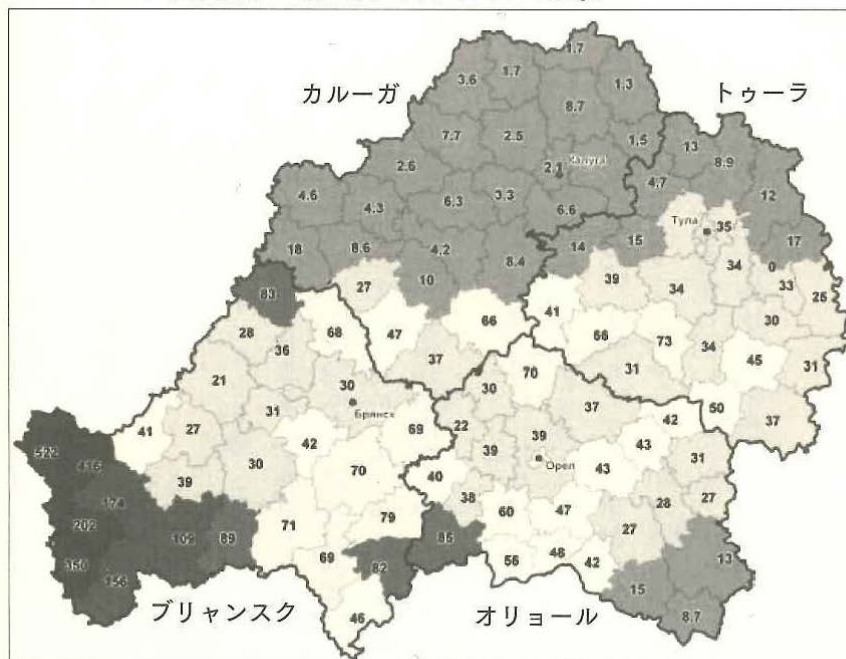 1.7
3.6 1.7 1.3
カルーガ 8.7 トゥーラ
7.7 2.5 1.5 13 8.9
2.6 2.1 Калуга 4.7 12
4.6 4.3 6.3 3.3 6.6
Тула 35 17
18 8.6 4.2 8.4 14 15 34 0
83 27 10 39 34 33 25
28 68 47 66 41 66 73 30
36 37 31 34 45 31
21 30 70 50 37
31 Брянск 30 37 42
41 27 42 69 22 39 43
522 415 39 30 70 40 39 Орел 43 31
174 38 28 27
202 109 89 71 79 85 60 47 27
350 156 69 82 56 48 42 15 13
ブリャンスク 46 オリョール 8.7